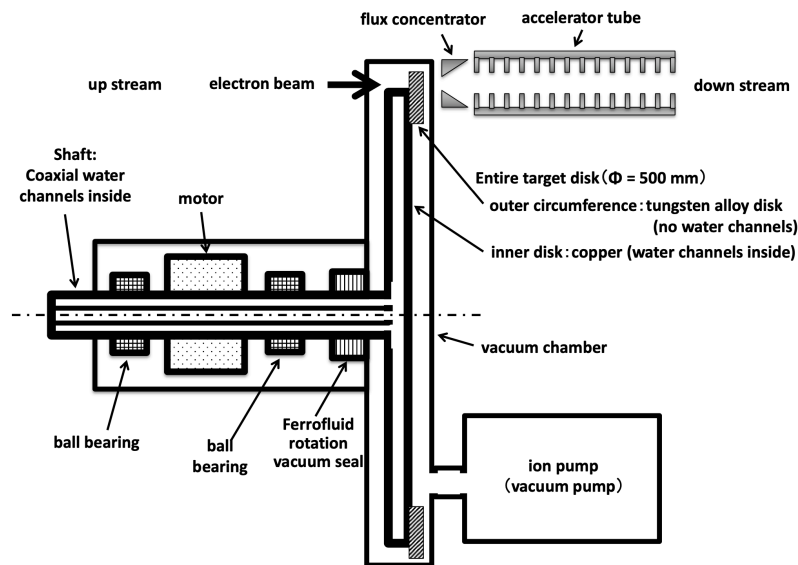 flux concentrator
accelerator tube
up stream
electron beam
down stream
Shaft:
Coaxial water
channels inside
motor
Entire target disk(Φ = 500 mm)
outer circumference:tungsten alloy disk
(no water channels)
inner disk:copper (water channels inside)
vacuum chamber
ball bearing
ball
bearing
Ferrofluid
rotation
vacuum seal
ion pump
(vacuum pump)